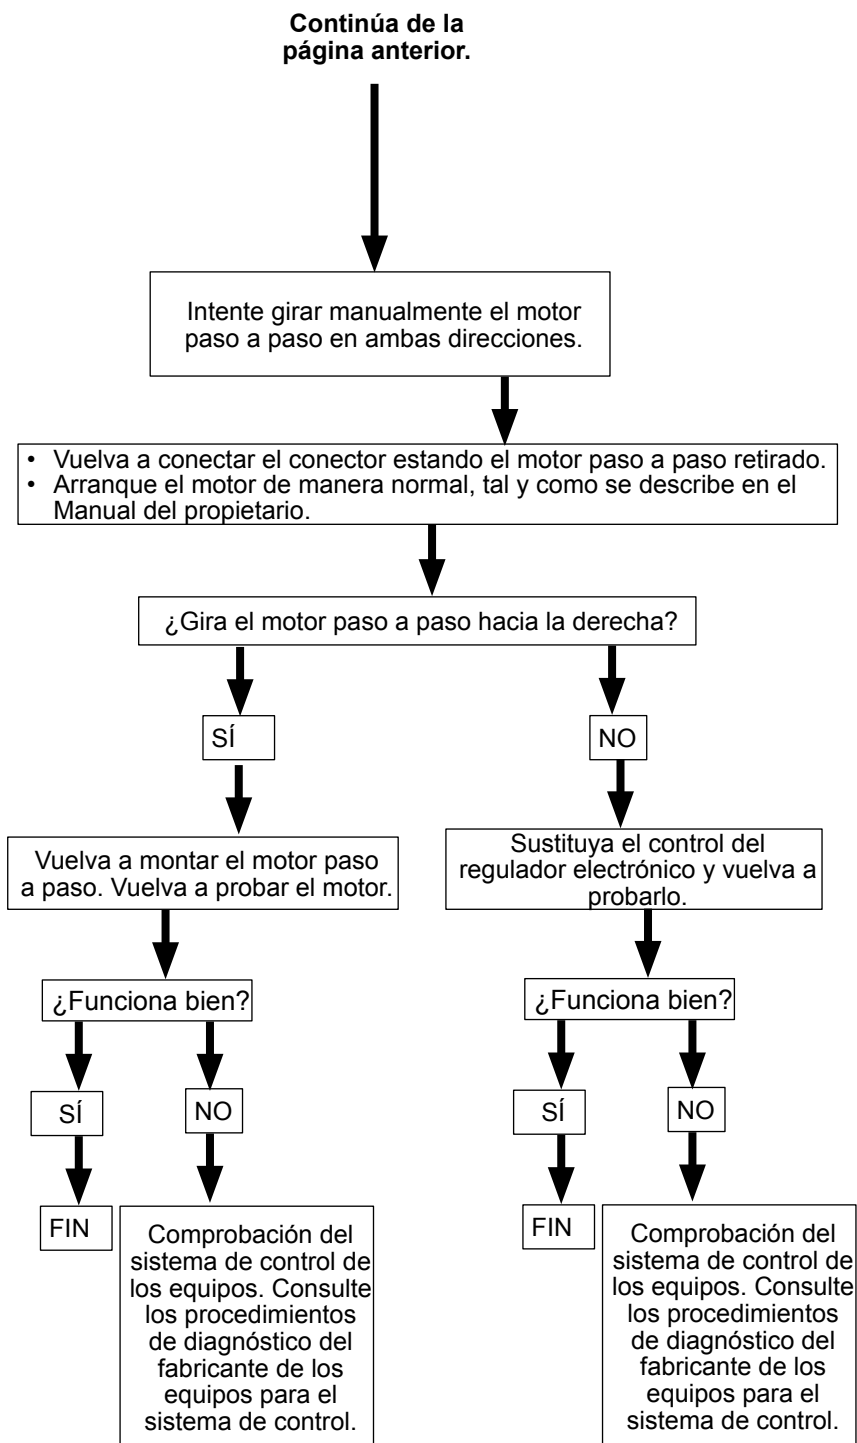 Continúa de la
página anterior.
Intente girar manualmente el motor
paso a paso en ambas direcciones.
• Vuelva a conectar el conector estando el motor paso a paso retirado.
• Arranque el motor de manera normal, tal y como se describe en el
Manual del propietario.
¿Gira el motor paso a paso hacia la derecha?
SÍ
NO
Vuelva a montar el motor paso
a paso. Vuelva a probar el motor.
Sustituya el control del
regulador electrónico y vuelva a
probarlo.
¿Funciona bien?
¿Funciona bien?
SÍ
NO
SÍ
NO
FIN
Comprobación del
sistema de control de
los equipos. Consulte
los procedimientos
de diagnóstico del
fabricante de los
equipos para el
sistema de control.
FIN
Comprobación del
sistema de control de
los equipos. Consulte
los procedimientos
de diagnóstico del
fabricante de los
equipos para el
sistema de control.